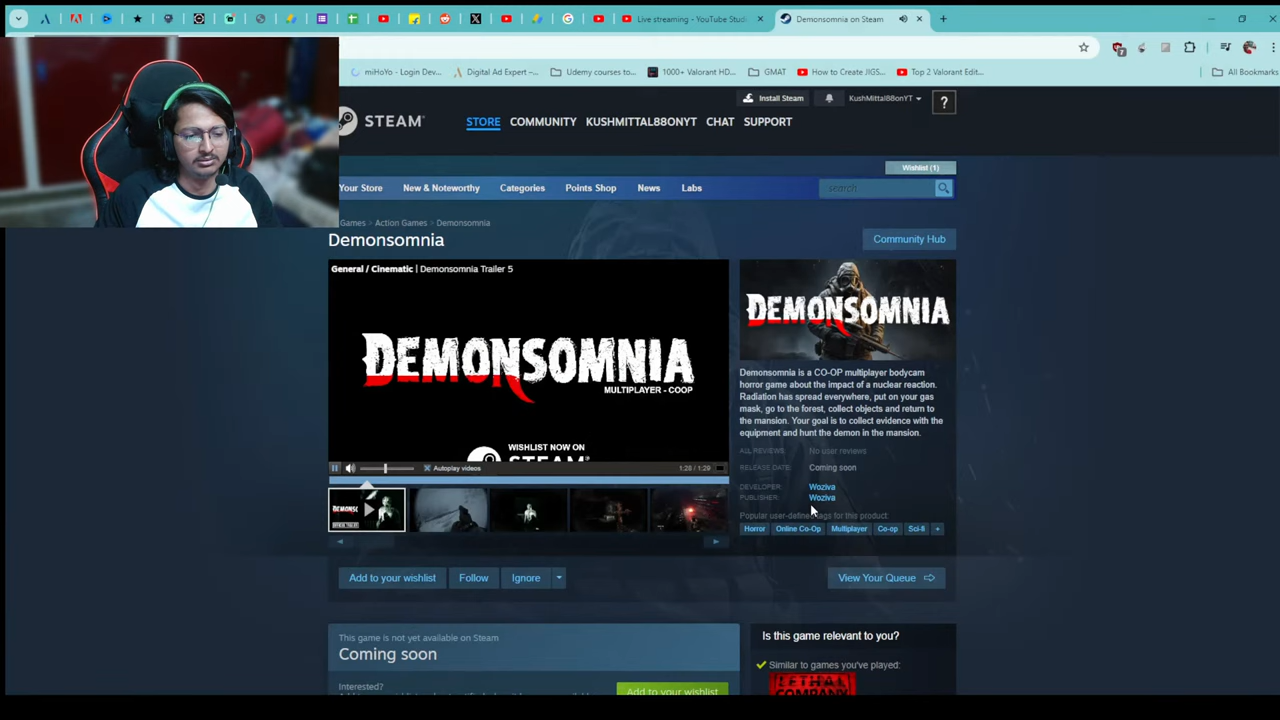 Live streaming - YouTube Stud
Demonsomnia on Steam
miHoYo - Login Dev...
Digital Ad Expert –...
Udemy courses to...
1000+ Valorant HD...
GMAT
How to Create JIGS...
Top 2 Valorant Edit...
All Bookmarks
Install Steam
KushMittal88onYT
?
STEAM
STORE
COMMUNITY
KUSHMITTAL88ONYT
CHAT
SUPPORT
Wishlist (1)
Your Store
New & Noteworthy
Categories
Points Shop
News
Labs
search
Games > Action Games > Demonsomnia
Demonsomnia
Community Hub
General / Cinematic | Demonsomnia Trailer 5
DEMONSOMNIA
MULTIPLAYER - COOP
WISHLIST NOW ON
Autoplay videos
1:28 / 1:29
DEMONSOMNIA
Demonsomnia is a CO-OP multiplayer bodycam
horror game about the impact of a nuclear reaction.
Radiation has spread everywhere, put on your gas
mask, go to the forest, collect objects and return to
the mansion. Your goal is to collect evidence with the
equipment and hunt the demon in the mansion.
ALL REVIEWS: No user reviews
RELEASE DATE: Coming soon
DEVELOPER: Woziva
PUBLISHER: Woziva
Popular user-defined tags for this product:
Horror
Online Co-Op
Multiplayer
Co-op
Sci-fi
+
Add to your wishlist
Follow
Ignore
View Your Queue
This game is not yet available on Steam
Coming soon
Interested?
Add to your wishlist
Is this game relevant to you?
Similar to games you've played:
LETHAL
COMPANY